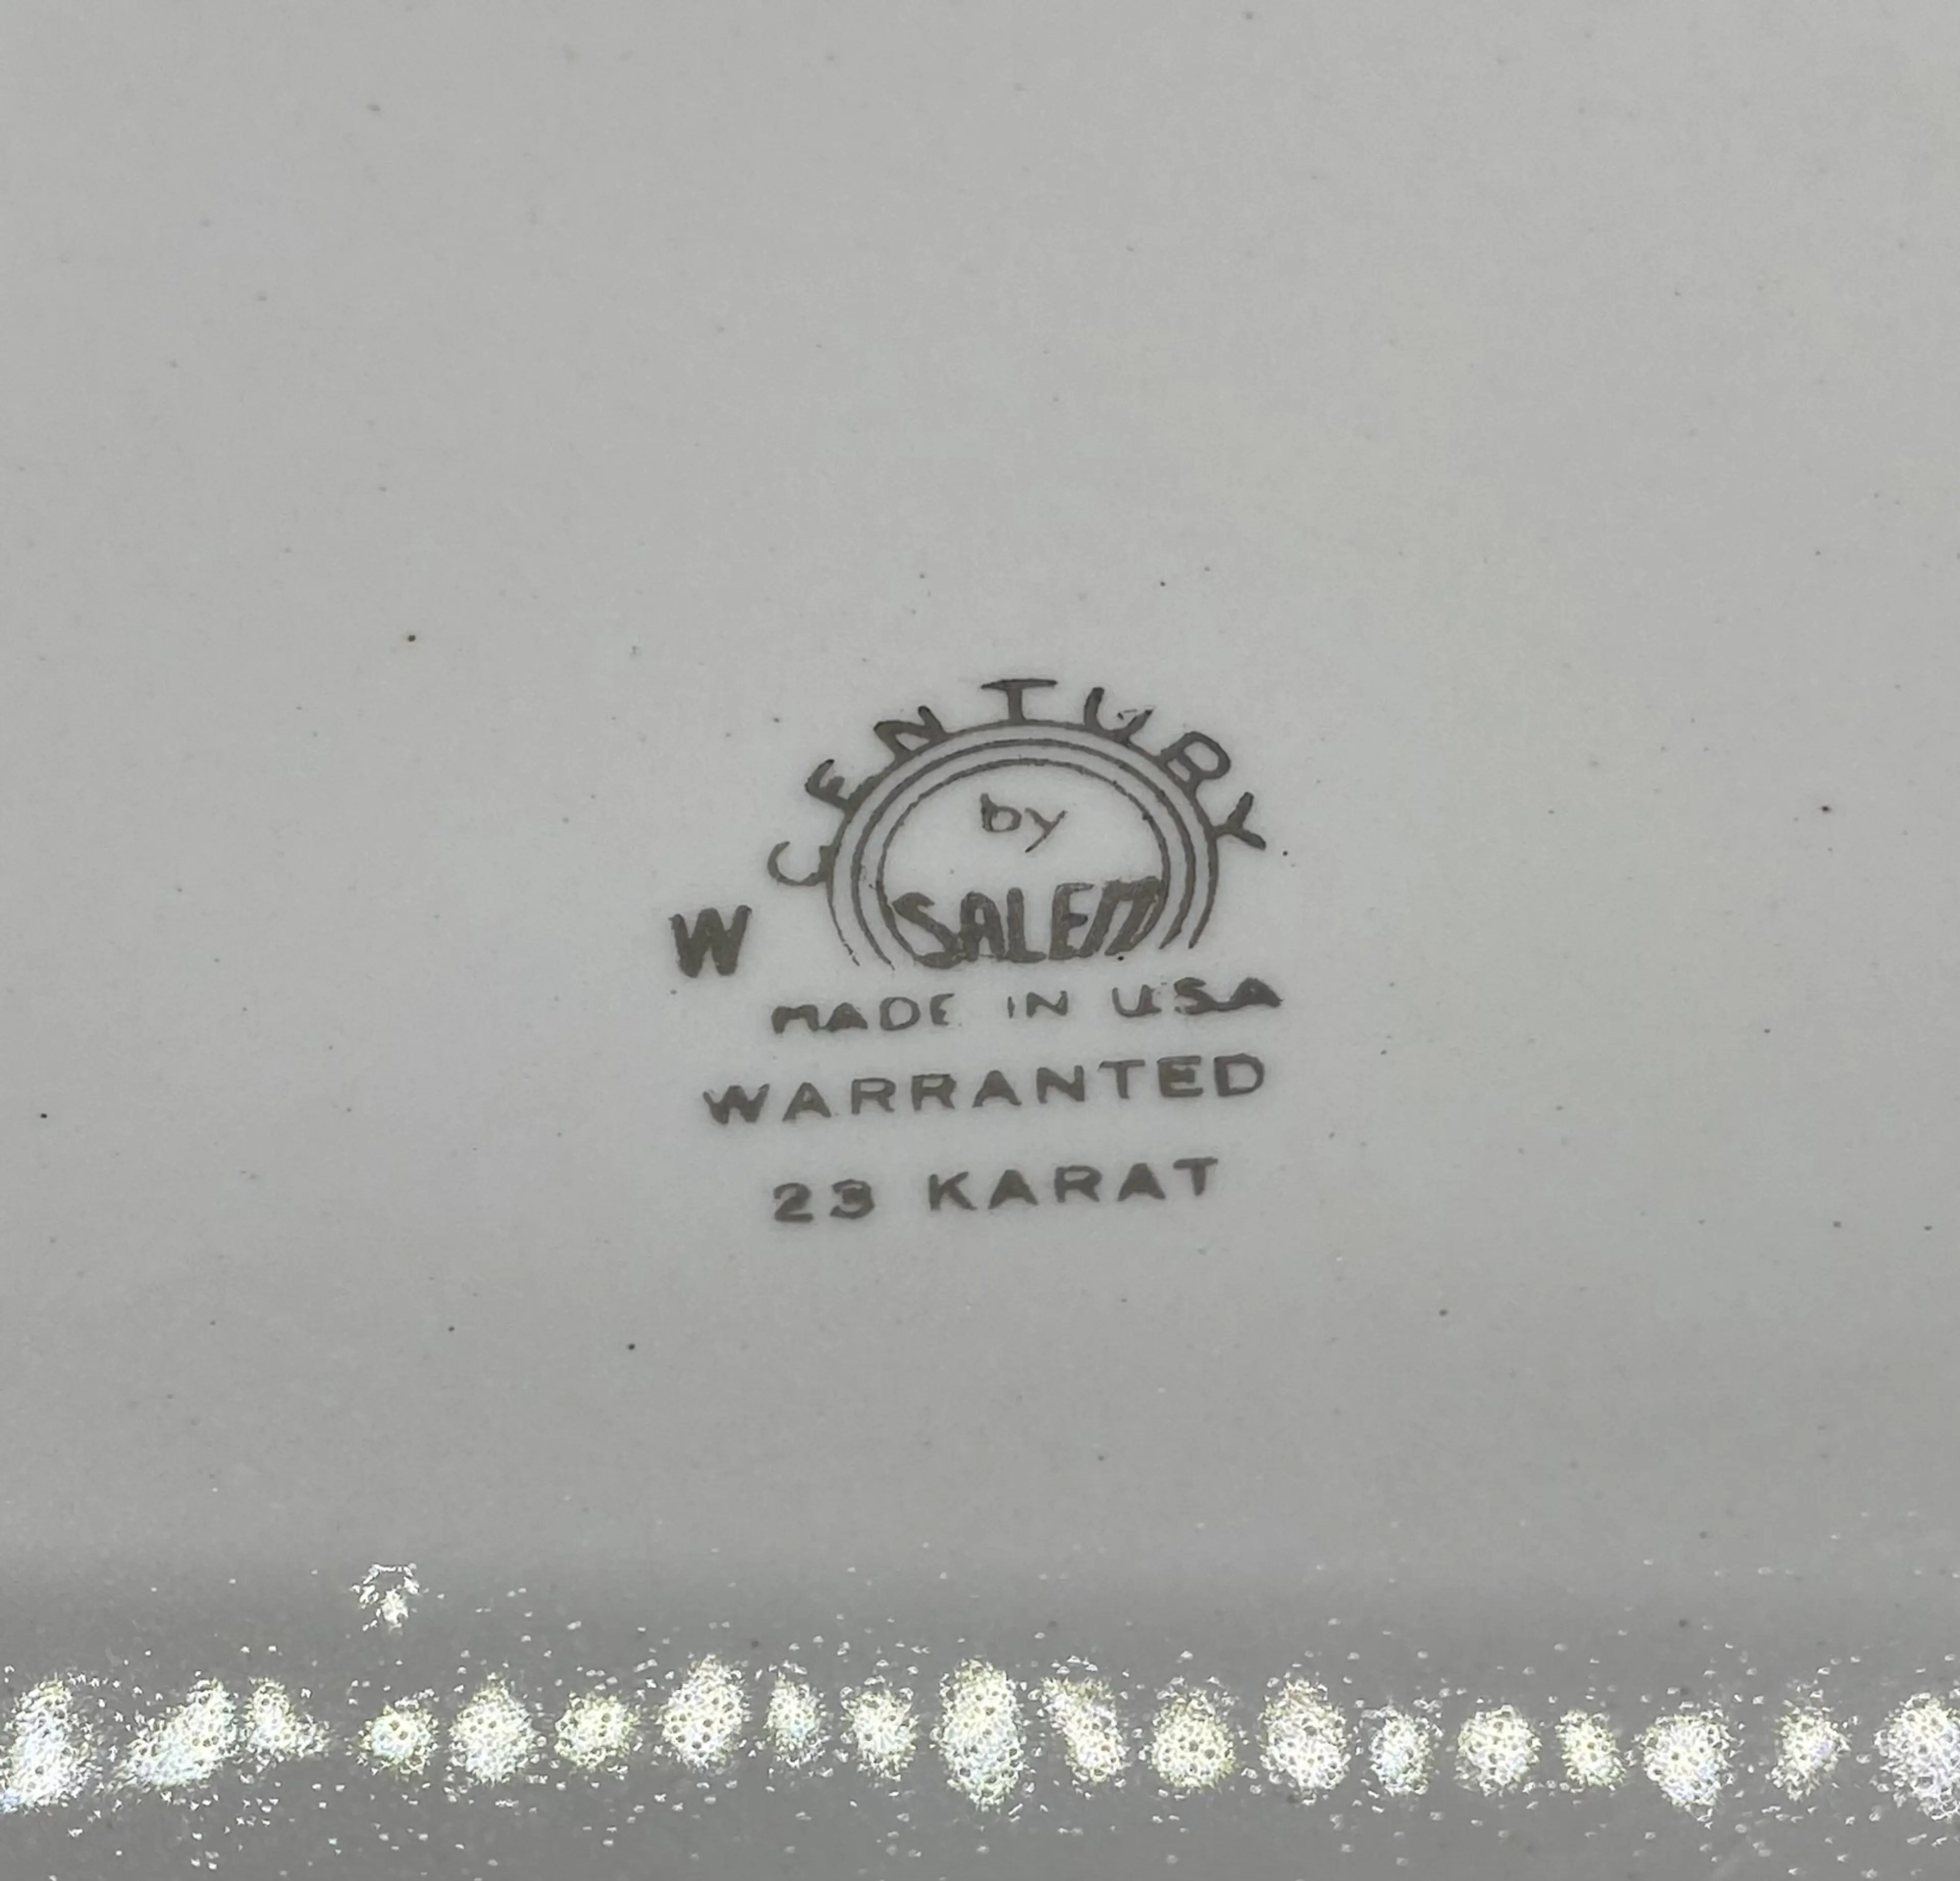 CENTURY
by
SALEM
W
MADE IN USA
WARRANTED
23 KARAT